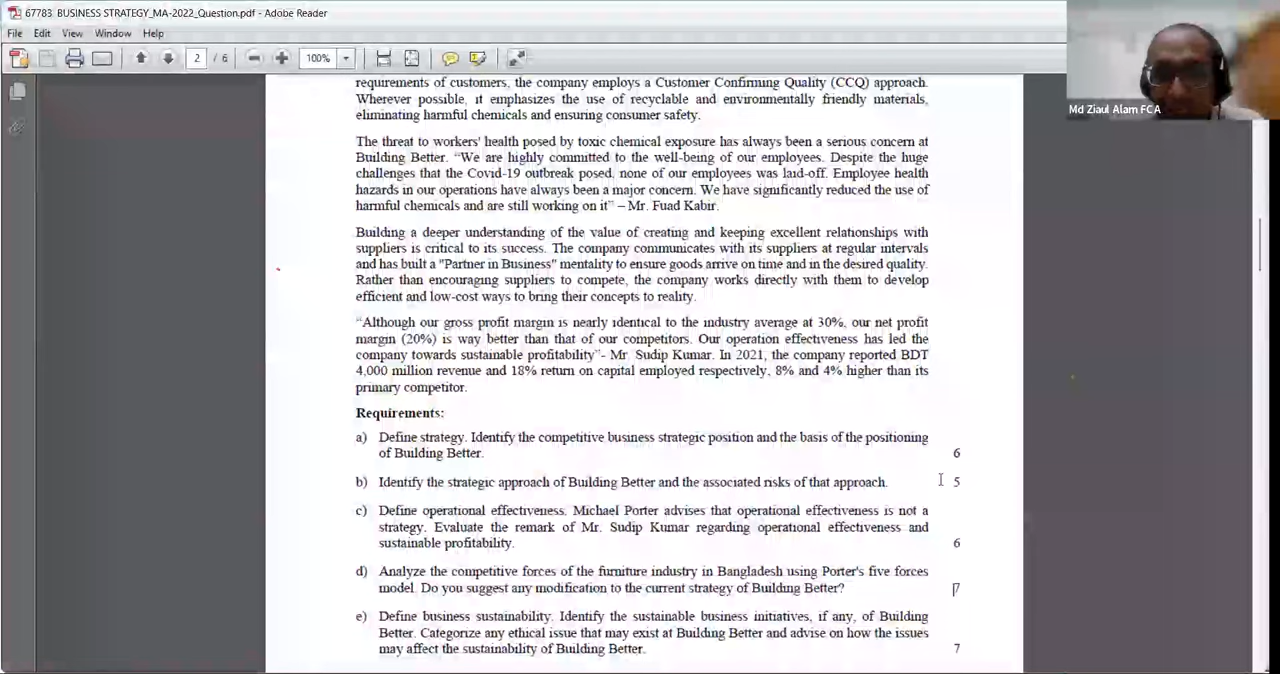 67783 BUSINESS STRATEGY_MA-2022_Question.pdf - Adobe Reader
File Edit View Window Help
2 / 6 100%
Md Ziaul Alam FCA
requirements of customers, the company employs a Customer Confirming Quality (CCQ) approach.
Wherever possible, it emphasizes the use of recyclable and environmentally friendly materials,
eliminating harmful chemicals and ensuring consumer safety.
The threat to workers' health posed by toxic chemical exposure has always been a serious concern at
Building Better. “We are highly committed to the well-being of our employees. Despite the huge
challenges that the Covid-19 outbreak posed, none of our employees was laid-off. Employee health
hazards in our operations have always been a major concern. We have significantly reduced the use of
harmful chemicals and are still working on it” – Mr. Fuad Kabir.
Building a deeper understanding of the value of creating and keeping excellent relationships with
suppliers is critical to its success. The company communicates with its suppliers at regular intervals
and has built a "Partner in Business" mentality to ensure goods arrive on time and in the desired quality.
Rather than encouraging suppliers to compete, the company works directly with them to develop
efficient and low-cost ways to bring their concepts to reality.
“Although our gross profit margin is nearly identical to the industry average at 30%, our net profit
margin (20%) is way better than that of our competitors. Our operation effectiveness has led the
company towards sustainable profitability”- Mr. Sudip Kumar. In 2021, the company reported BDT
4,000 million revenue and 18% return on capital employed respectively, 8% and 4% higher than its
primary competitor.
Requirements:
a) Define strategy. Identify the competitive business strategic position and the basis of the positioning
of Building Better. 6
b) Identify the strategic approach of Building Better and the associated risks of that approach. 5
c) Define operational effectiveness. Michael Porter advises that operational effectiveness is not a
strategy. Evaluate the remark of Mr. Sudip Kumar regarding operational effectiveness and
sustainable profitability. 6
d) Analyze the competitive forces of the furniture industry in Bangladesh using Porter's five forces
model. Do you suggest any modification to the current strategy of Building Better? 7
e) Define business sustainability. Identify the sustainable business initiatives, if any, of Building
Better. Categorize any ethical issue that may exist at Building Better and advise on how the issues
may affect the sustainability of Building Better. 7